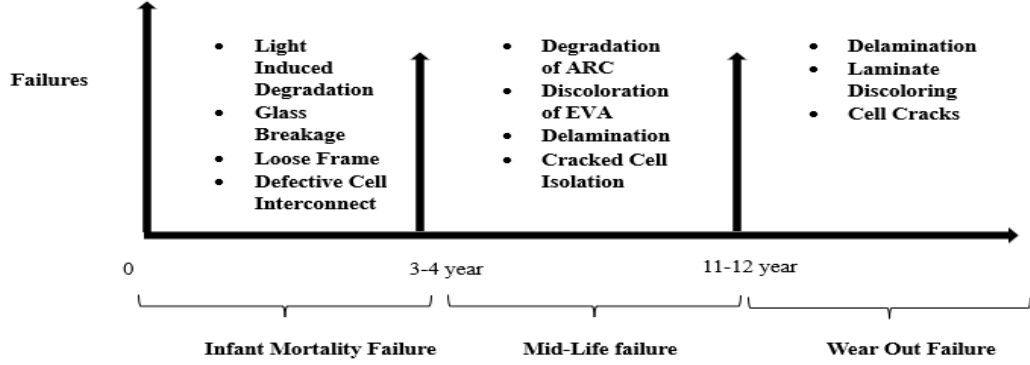 Failures
• Light
Induced
Degradation
• Glass
Breakage
• Loose Frame
• Defective Cell
Interconnect
• Degradation
of ARC
• Discoloration
of EVA
• Delamination
• Cracked Cell
Isolation
• Delamination
• Laminate
Discoloring
• Cell Cracks
0
3-4 year
11-12 year
Infant Mortality Failure
Mid-Life failure
Wear Out Failure